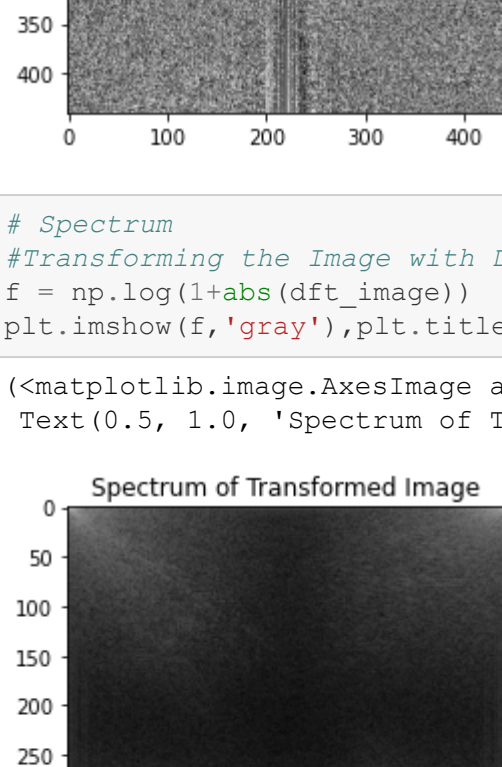 350
400
0 100 200 300 400
# Spectrum
#Transforming the Image with
f = np.log(1+abs(dft_image))
plt.imshow(f,'gray'),plt.title
(<matplotlib.image.AxesImage
Text(0.5, 1.0, 'Spectrum of
Spectrum of Transformed Image
0
50
100
150
200
250